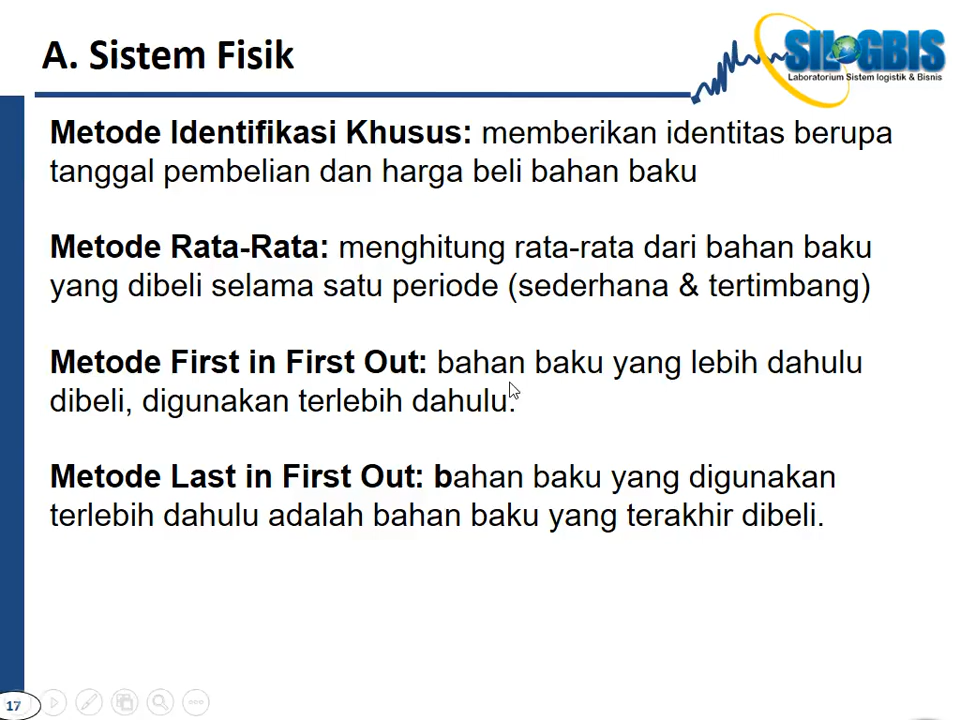 A. Sistem Fisik
SILOGBIS
Laboratorium Sistem logistik & Bisnis
Metode Identifikasi Khusus: memberikan identitas berupa
tanggal pembelian dan harga beli bahan baku
Metode Rata-Rata: menghitung rata-rata dari bahan baku
yang dibeli selama satu periode (sederhana & tertimbang)
Metode First in First Out: bahan baku yang lebih dahulu
dibeli, digunakan terlebih dahulu.
Metode Last in First Out: bahan baku yang digunakan
terlebih dahulu adalah bahan baku yang terakhir dibeli.
17